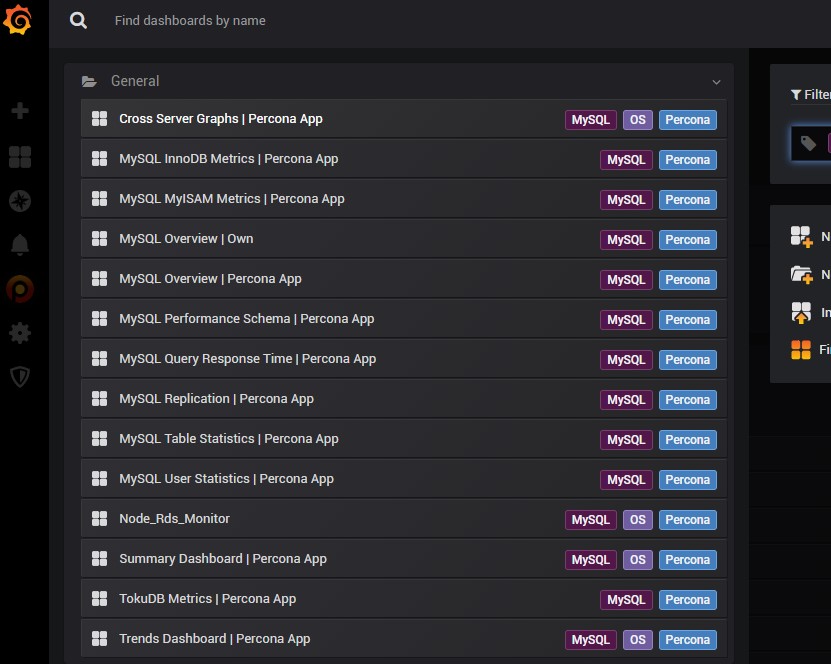 Find dashboards by name
General
Cross Server Graphs | Percona App MySQL OS Percona
MySQL InnoDB Metrics | Percona App MySQL Percona
MySQL MyISAM Metrics | Percona App MySQL Percona
MySQL Overview | Own MySQL Percona
MySQL Overview | Percona App MySQL Percona
MySQL Performance Schema | Percona App MySQL Percona
MySQL Query Response Time | Percona App MySQL Percona
MySQL Replication | Percona App MySQL Percona
MySQL Table Statistics | Percona App MySQL Percona
MySQL User Statistics | Percona App MySQL Percona
Node_Rds_Monitor MySQL OS Percona
Summary Dashboard | Percona App MySQL OS Percona
TokuDB Metrics | Percona App MySQL Percona
Trends Dashboard | Percona App MySQL OS Percona
Filte
N
N
In
Fi